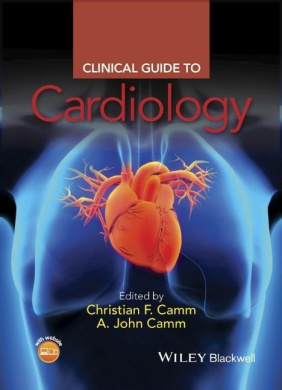 CLINICAL GUIDE TO
Cardiology
Edited by
Christian F. Camm
A. John Camm
with website
WILEY Blackwell